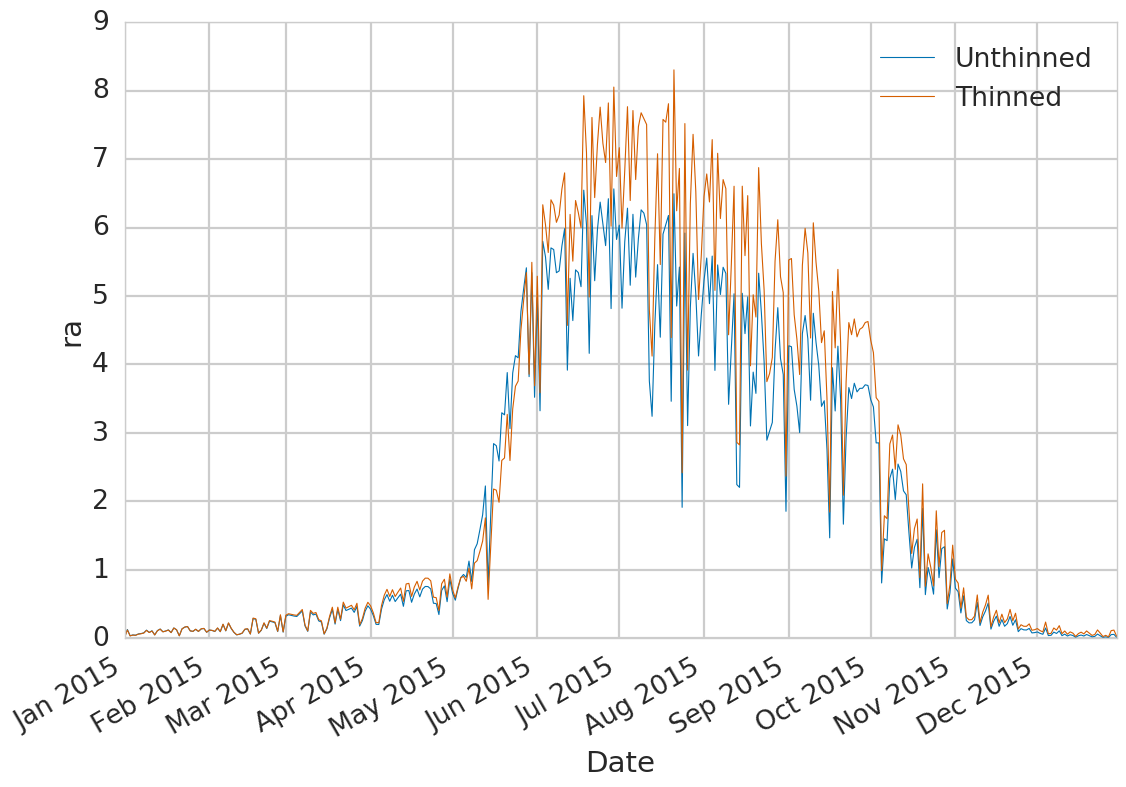 9
8
7
6
5
4
3
2
1
0
ra
Unthinned
Thinned
Jan 2015
Feb 2015
Mar 2015
Apr 2015
May 2015
Jun 2015
Jul 2015
Aug 2015
Sep 2015
Oct 2015
Nov 2015
Dec 2015
Date